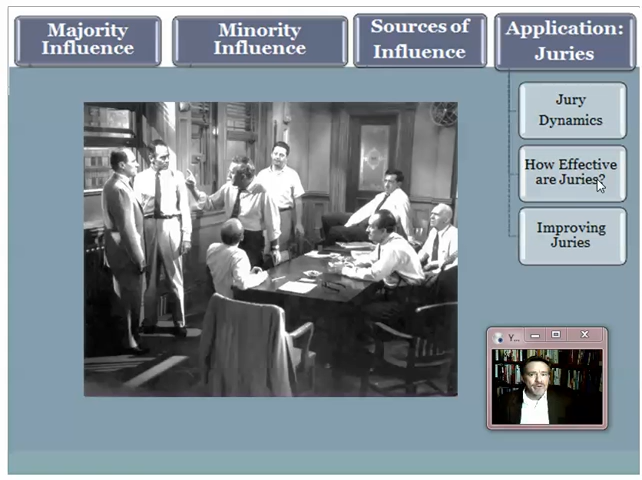 Majority
Influence
Minority
Influence
Sources of
Influence
Application:
Juries
Jury
Dynamics
How Effective
are Juries?
Improving
Juries
Y...